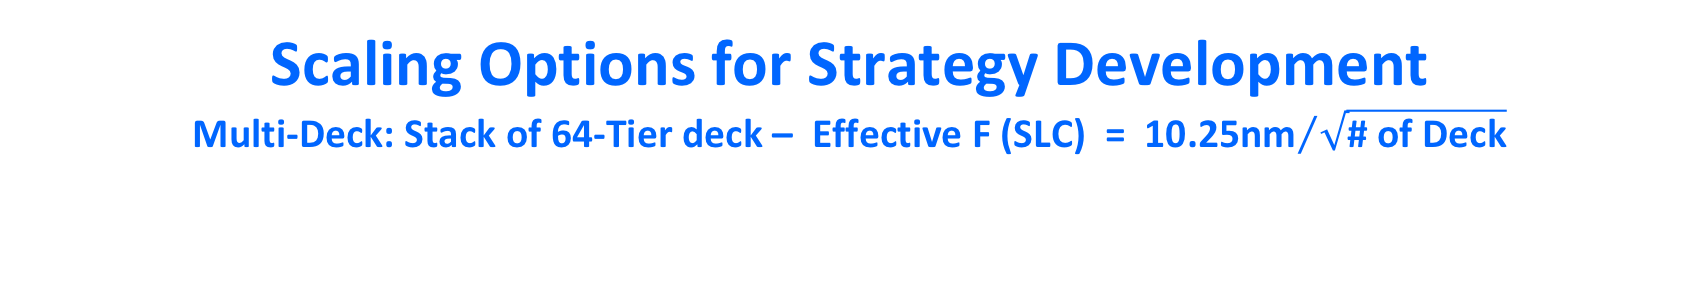 Scaling Options for Strategy Development
Multi-Deck: Stack of 64-Tier deck – Effective F (SLC) = 10.25nm/√# of Deck